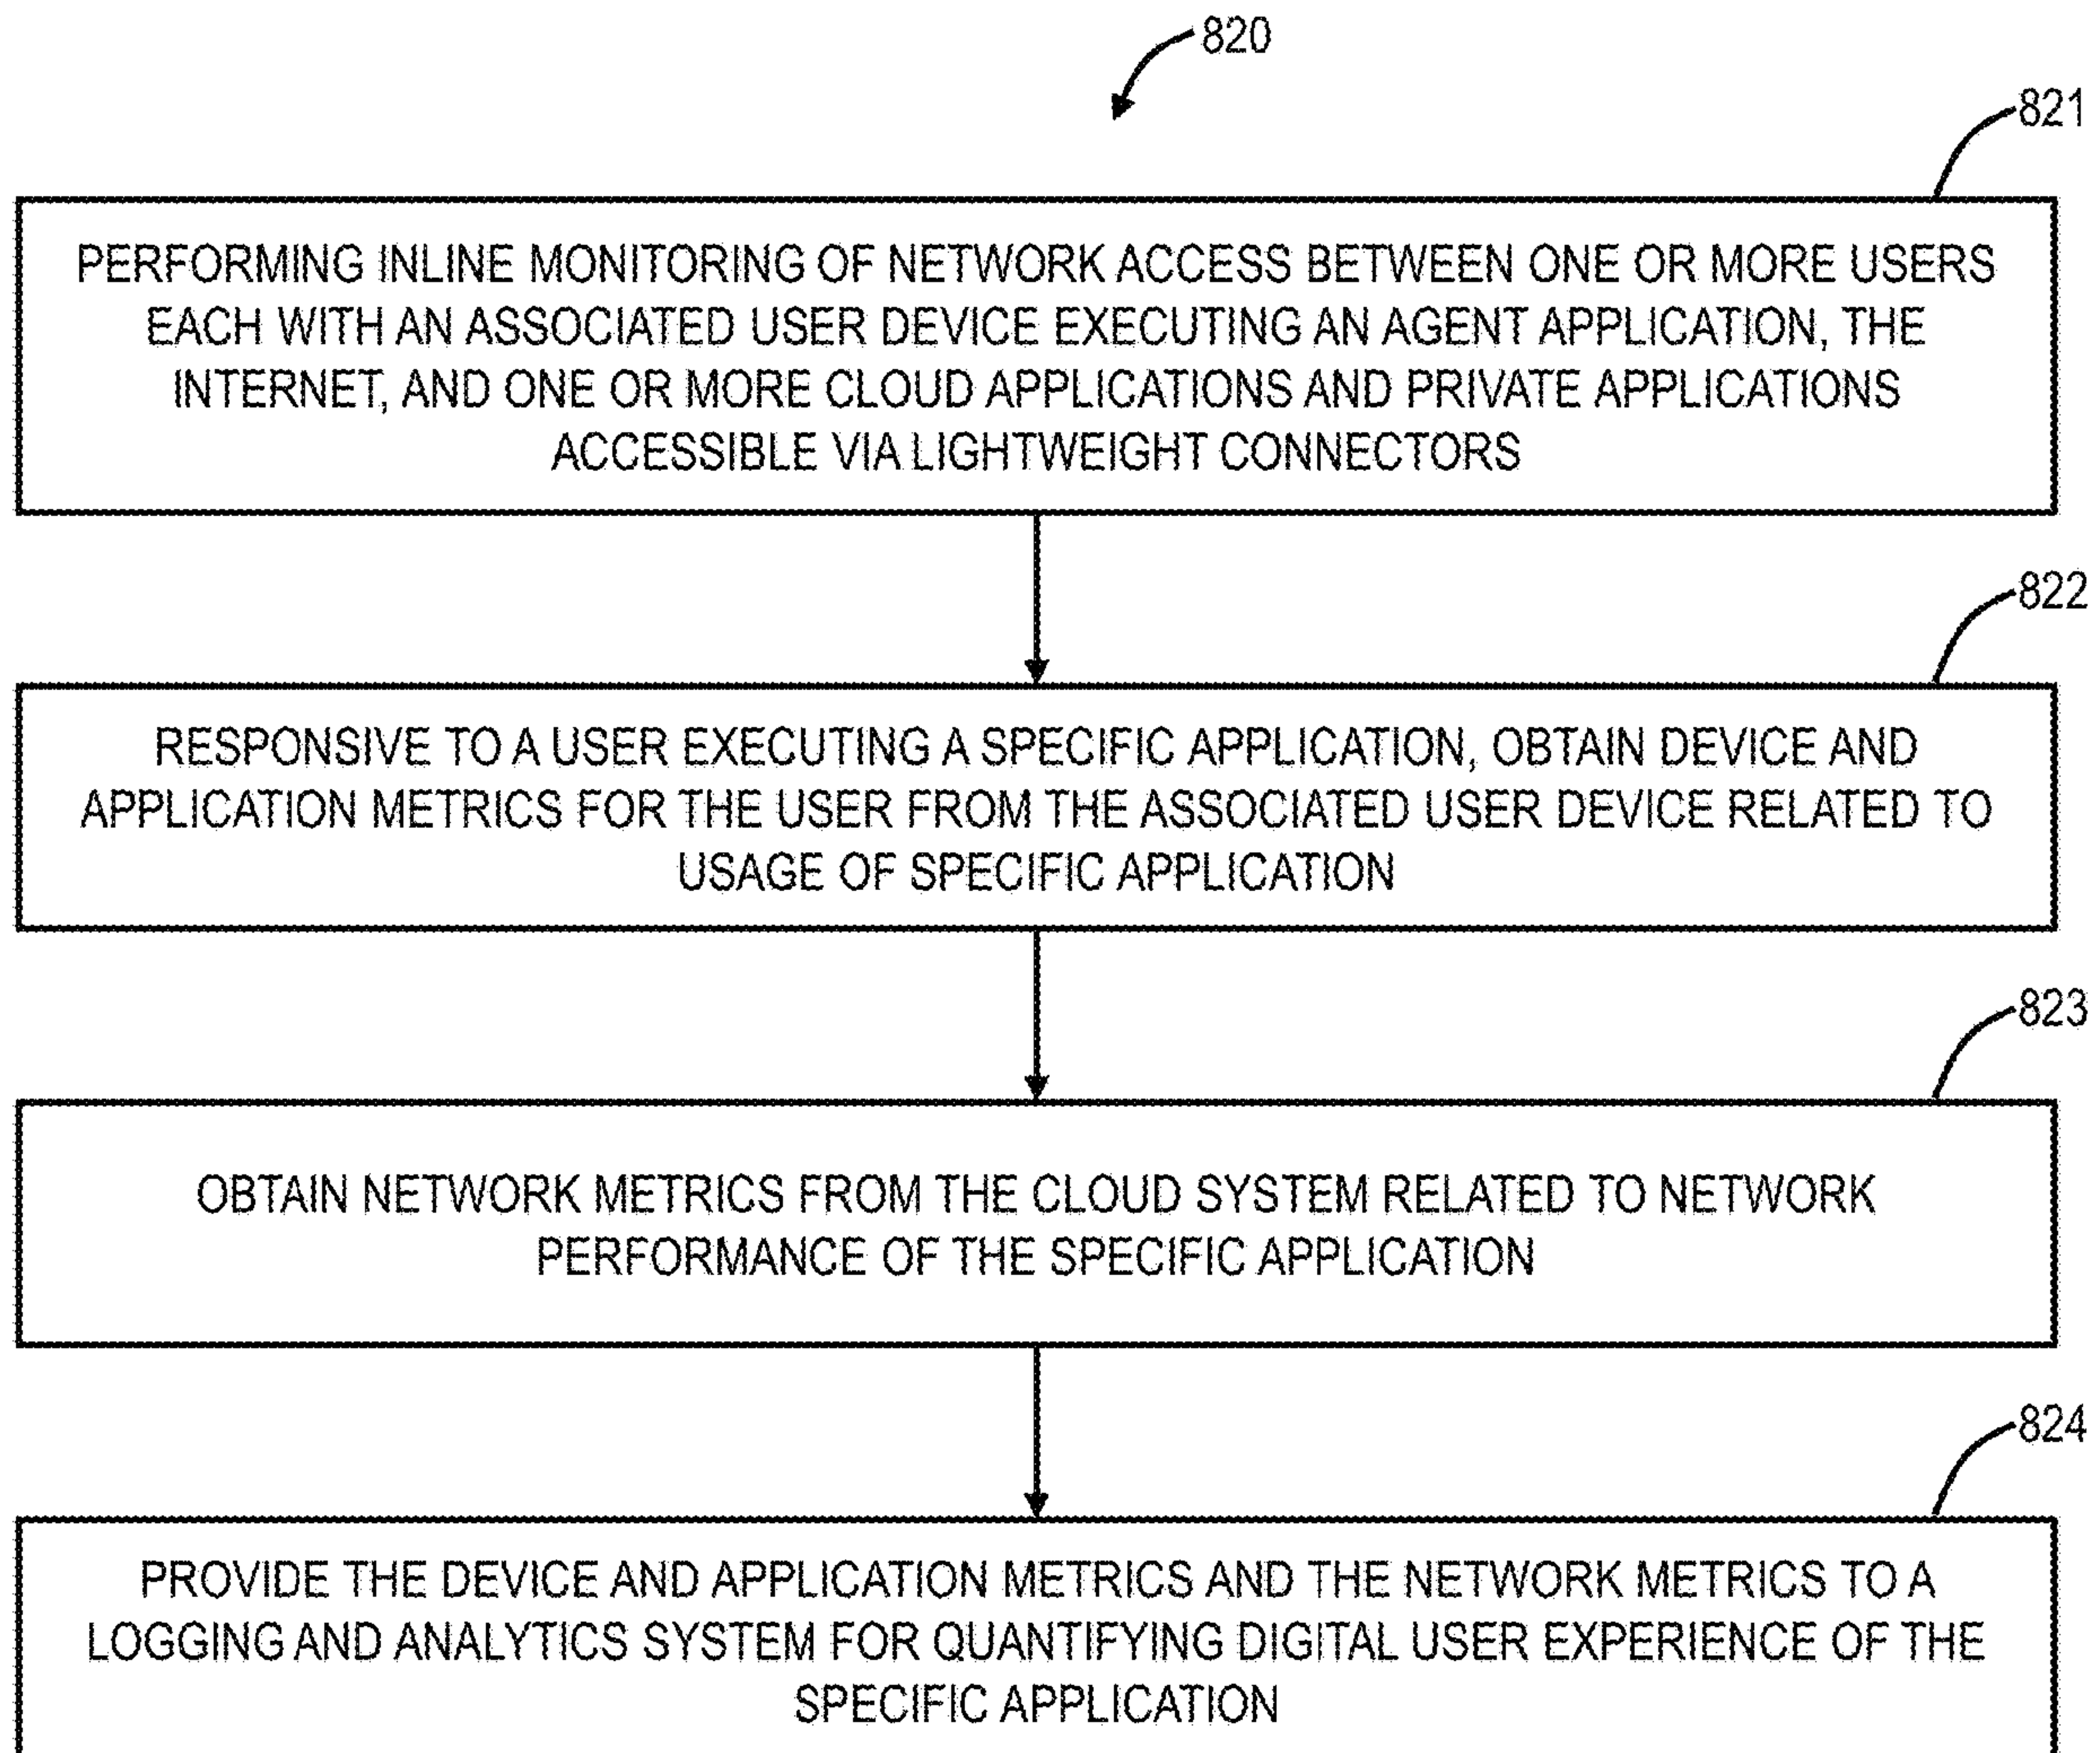 820
821
PERFORMING INLINE MONITORING OF NETWORK ACCESS BETWEEN ONE OR MORE USERS
EACH WITH AN ASSOCIATED USER DEVICE EXECUTING AN AGENT APPLICATION, THE
INTERNET, AND ONE OR MORE CLOUD APPLICATIONS AND PRIVATE APPLICATIONS
ACCESSIBLE VIA LIGHTWEIGHT CONNECTORS
822
RESPONSIVE TO A USER EXECUTING A SPECIFIC APPLICATION, OBTAIN DEVICE AND
APPLICATION METRICS FOR THE USER FROM THE ASSOCIATED USER DEVICE RELATED TO
USAGE OF SPECIFIC APPLICATION
823
OBTAIN NETWORK METRICS FROM THE CLOUD SYSTEM RELATED TO NETWORK
PERFORMANCE OF THE SPECIFIC APPLICATION
824
PROVIDE THE DEVICE AND APPLICATION METRICS AND THE NETWORK METRICS TO A
LOGGING AND ANALYTICS SYSTEM FOR QUANTIFYING DIGITAL USER EXPERIENCE OF THE
SPECIFIC APPLICATION